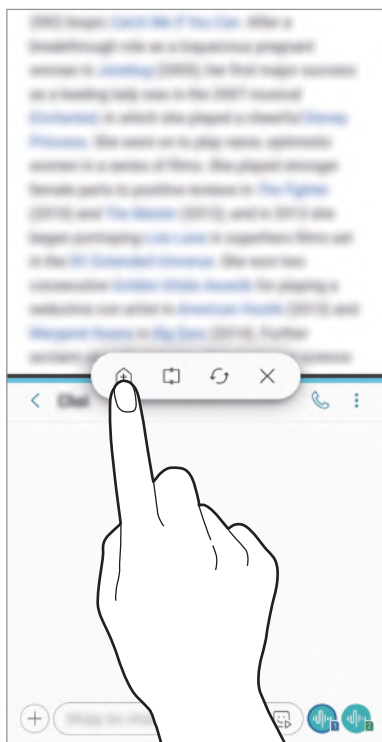 2002 biopic Catch Me If You Can. After a
breakthrough role as a loquacious pregnant
woman in Junebug (2005), her first major success
as a leading lady was in the 2007 musical
Enchanted, in which she played a cheerful Disney
Princess. She went on to play naive, optimistic
women in a series of films. She played stronger
female parts to positive reviews in The Fighter
(2010) and The Master (2012), and in 2013 she
began portraying Lois Lane in superhero films set
in the DC Extended Universe. She won two
consecutive Golden Globe Awards for playing a
seductive con artist in American Hustle (2013) and
Margaret Keane in Big Eyes (2014). Further
acclaim
1 2